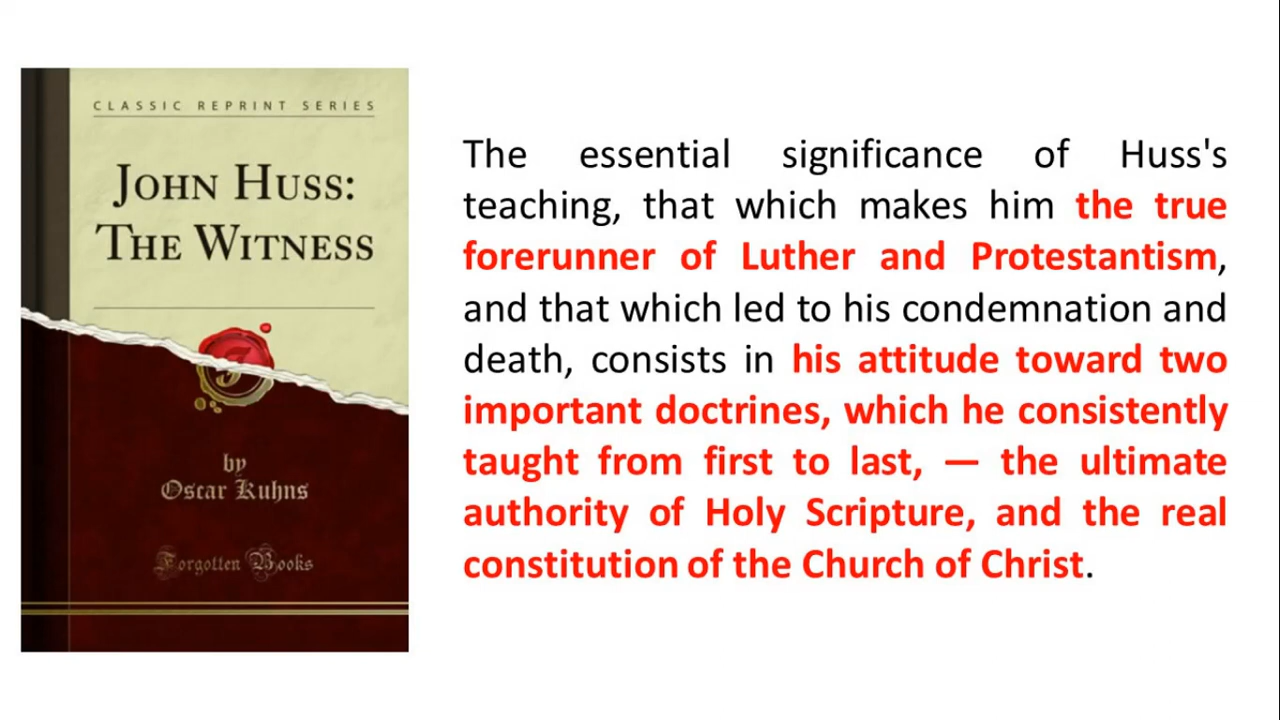 CLASSIC REPRINT SERIES
JOHN HUSS:
THE WITNESS
by
Oscar Kuhns
Forgotten Books
The essential significance of Huss's
teaching, that which makes him the true
forerunner of Luther and Protestantism,
and that which led to his condemnation and
death, consists in his attitude toward two
important doctrines, which he consistently
taught from first to last, — the ultimate
authority of Holy Scripture, and the real
constitution of the Church of Christ.